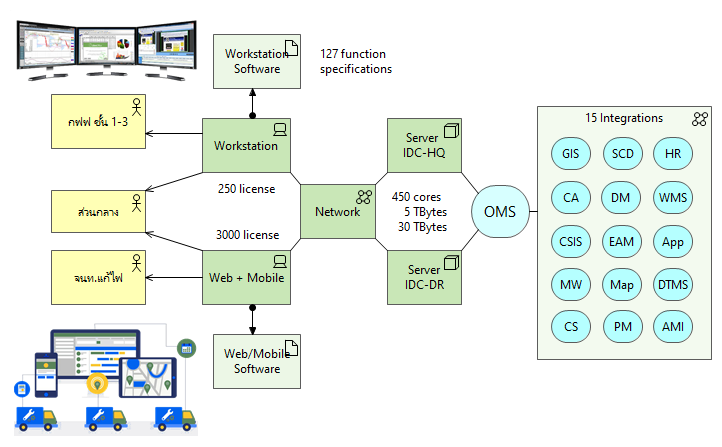 Workstation
Software
127 function
specifications
กฟฟ ชั้น 1-3
Workstation
Server
IDC-HQ
15 Integrations
GIS
SCD
HR
ส่วนกลาง
250 license
3000 license
Network
450 cores
5 TBytes
30 TBytes
OMS
CA
DM
WMS
CSIS
EAM
App
จนท.แก้ไฟ
Web + Mobile
Server
IDC-DR
MW
Map
DTMS
CS
PM
AMI
Web/Mobile
Software